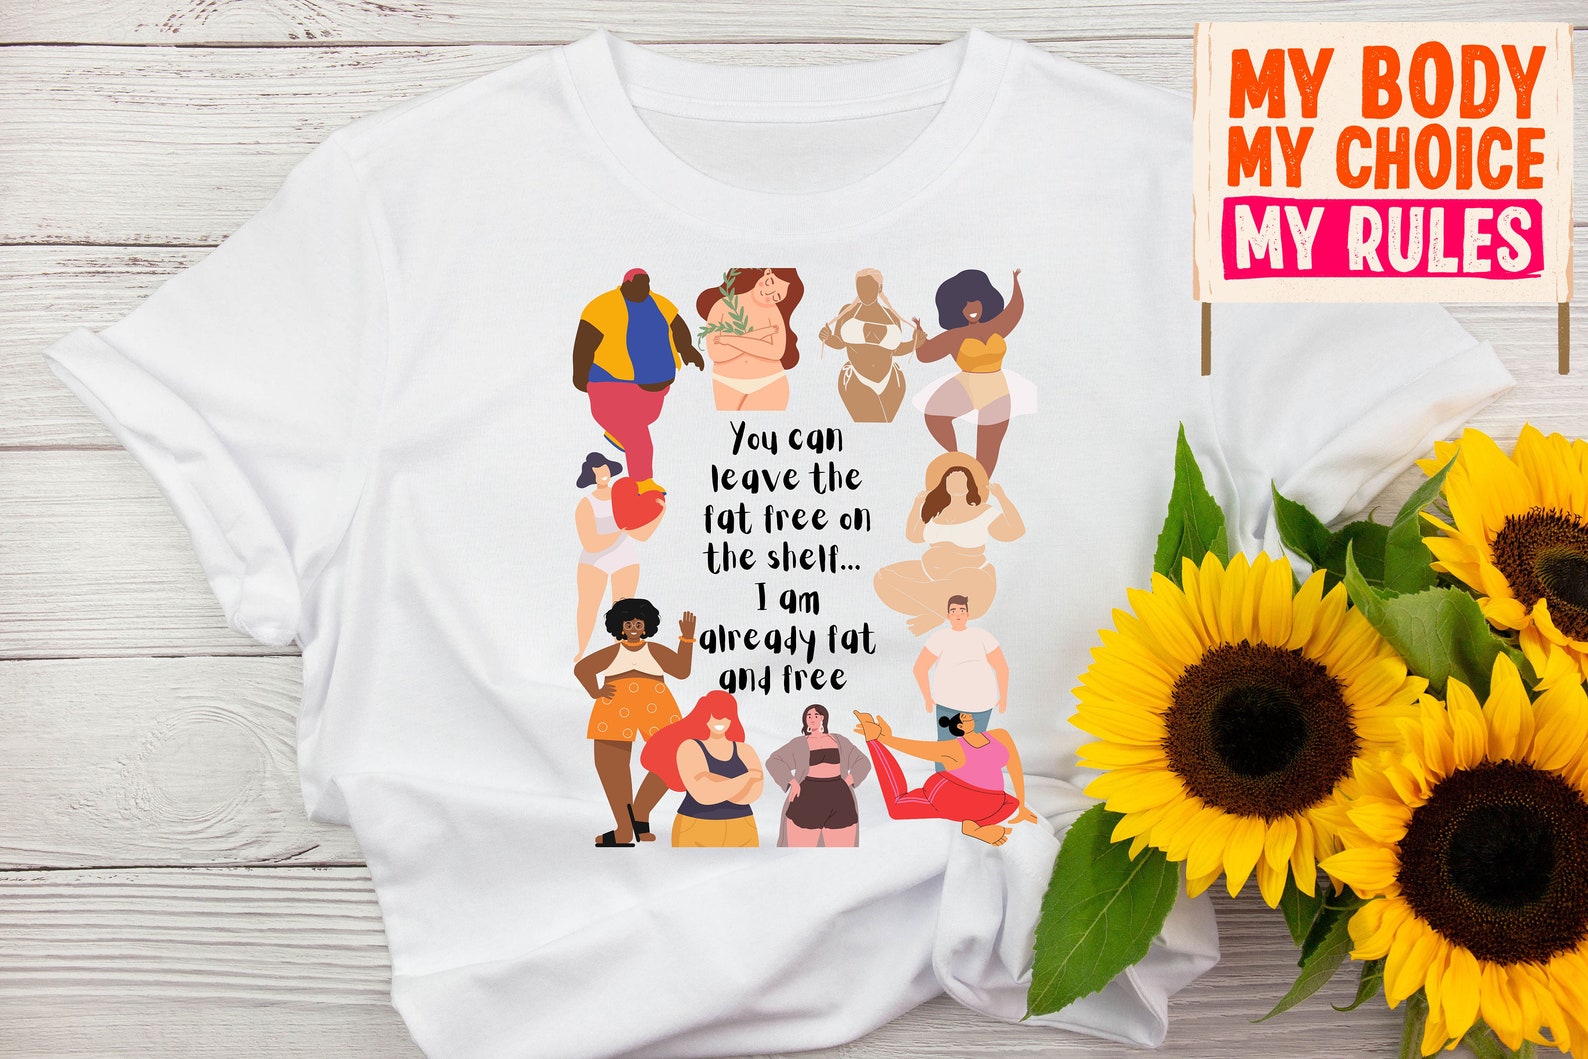 MY BODY
MY CHOICE
MY RULES
You can
leave the
fat free on
the shelf...
I am
already fat
and free